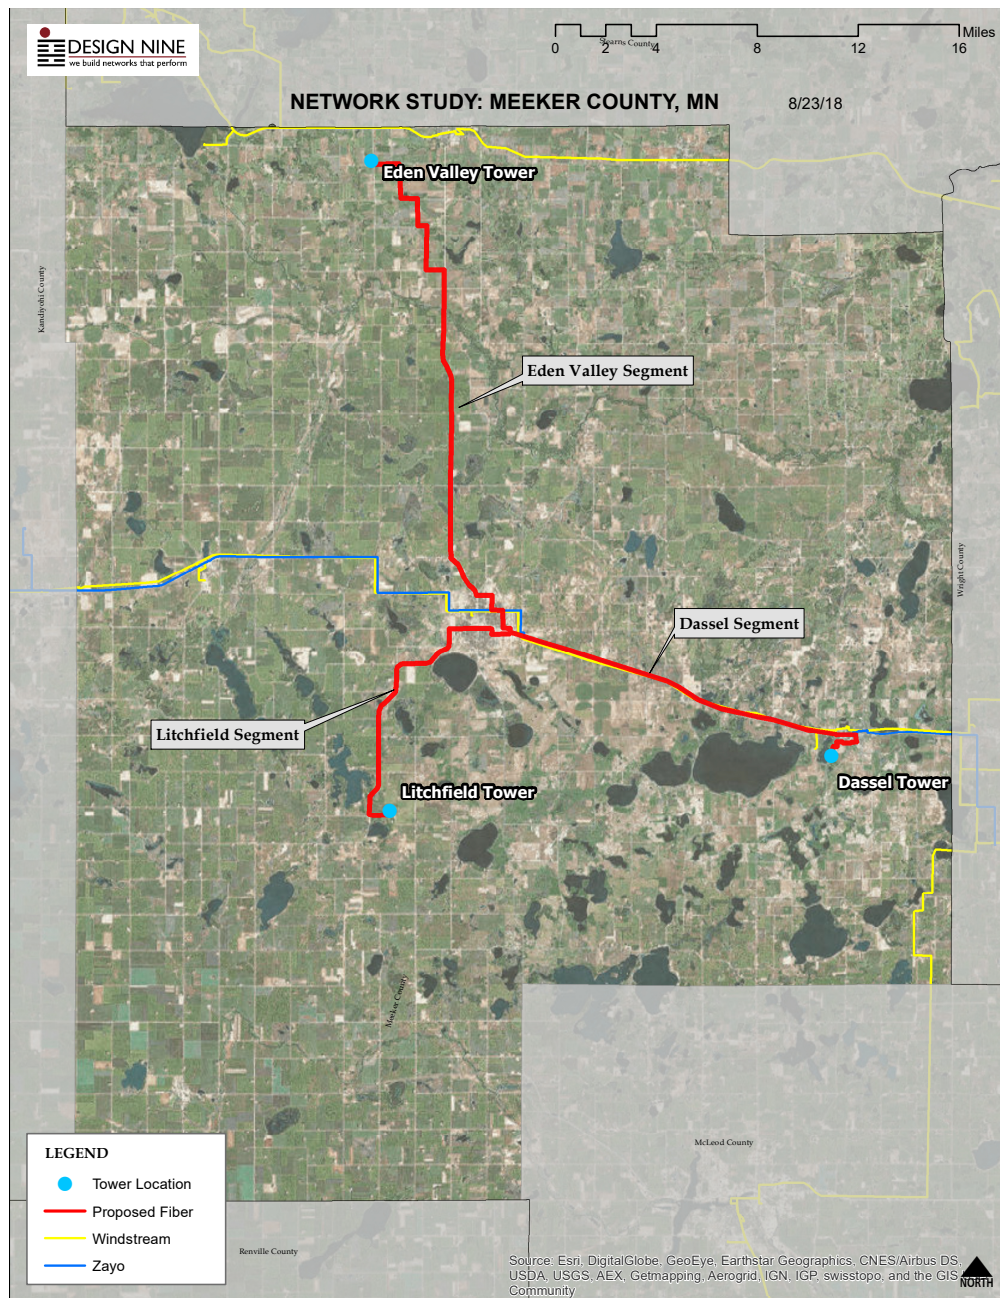 DESIGN NINE
we build networks that perform
Miles
0 2 4 8 12 16
Stearns County
NETWORK STUDY: MEEKER COUNTY, MN
8/23/18
Eden Valley Tower
Kandiyohi County
Eden Valley Segment
Wright County
Dassel Segment
Litchfield Segment
Dassel Tower
Litchfield Tower
Meeker County
McLeod County
LEGEND
Tower Location
Proposed Fiber
Windstream
Zayo
Renville County
Source: Esri, DigitalGlobe, GeoEye, Earthstar Geographics, CNES/Airbus DS,
USDA, USGS, AEX, Getmapping, Aerogrid, IGN, IGP, swisstopo, and the GIS
Community
NORTH